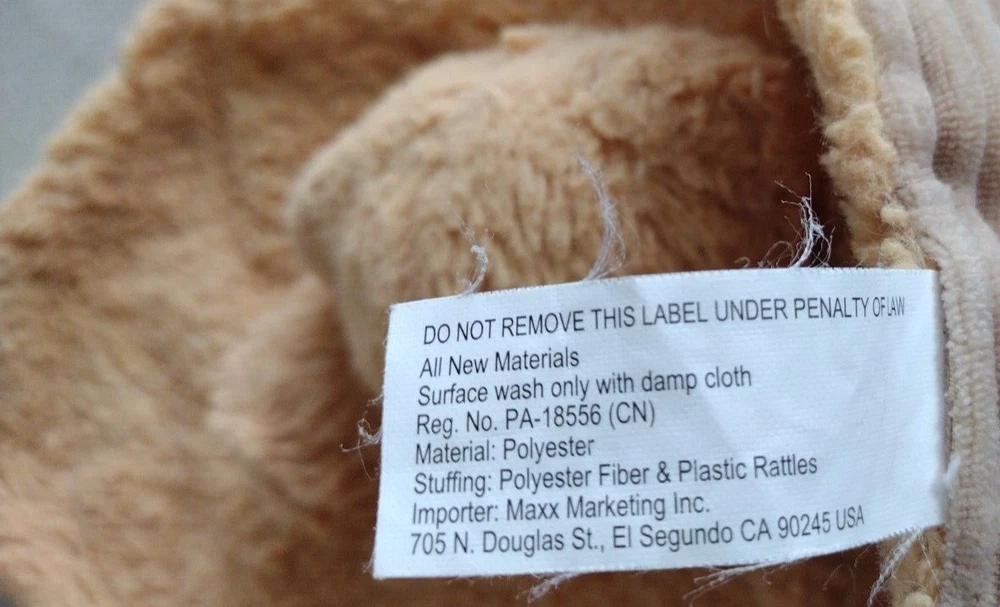 DO NOT REMOVE THIS LABEL UNDER PENALTY OF LAW
All New Materials
Surface wash only with damp cloth
Reg. No. PA-18556 (CN)
Material: Polyester
Stuffing: Polyester Fiber & Plastic Rattles
Importer: Maxx Marketing Inc.
705 N. Douglas St., El Segundo CA 90245 USA